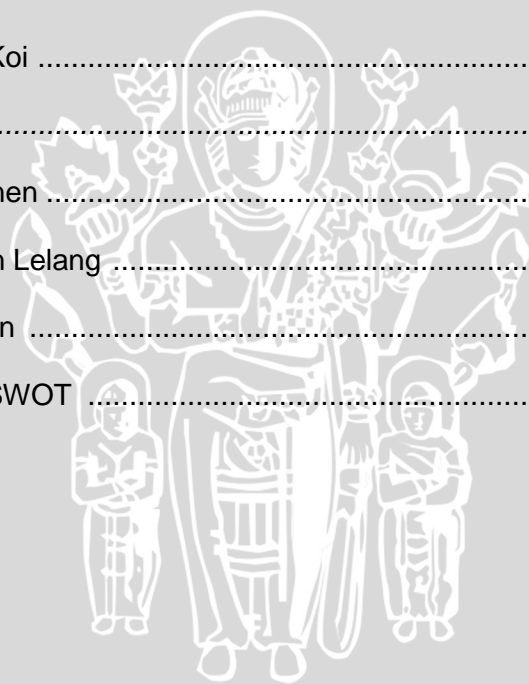 Koi ..........................................................
..................................................................
nen ........................................................
n Lelang .................................................
n ............................................................
SWOT ...................................................